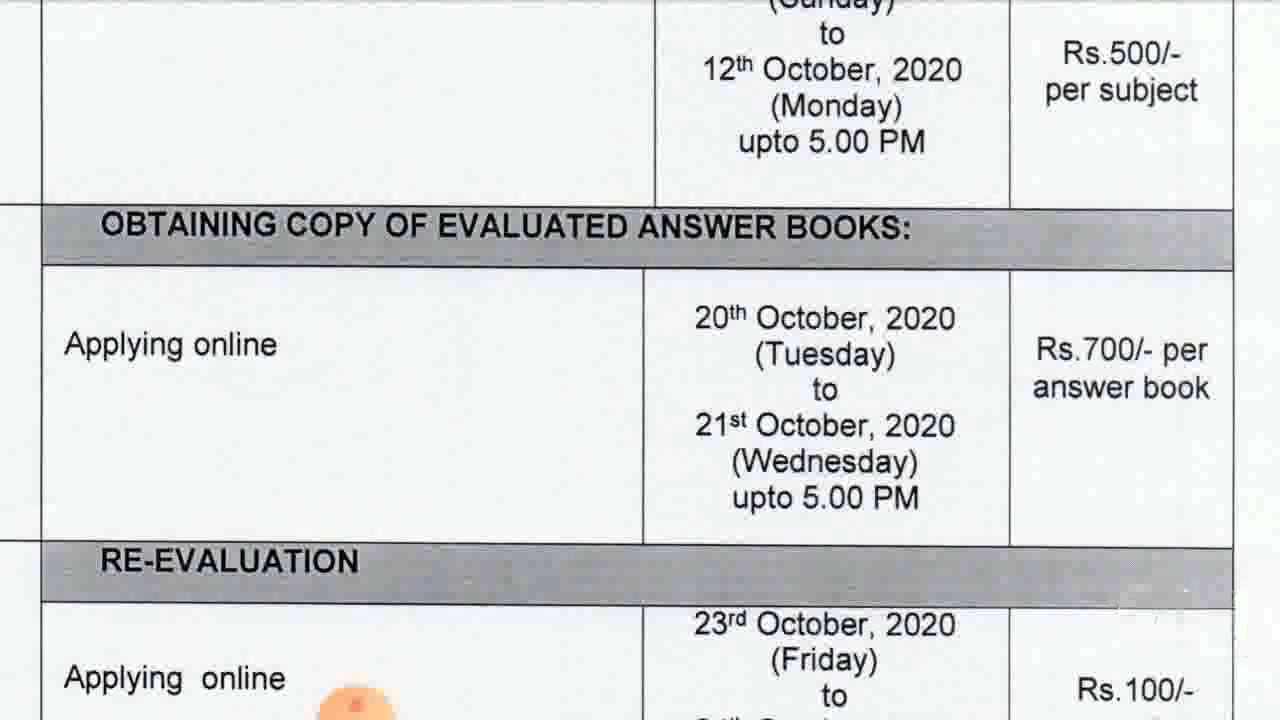 (Sunday)
to
12th October, 2020
(Monday)
upto 5.00 PM
Rs.500/-
per subject
OBTAINING COPY OF EVALUATED ANSWER BOOKS:
Applying online
20th October, 2020
(Tuesday)
to
21st October, 2020
(Wednesday)
upto 5.00 PM
Rs.700/- per
answer book
RE-EVALUATION
Applying online
23rd October, 2020
(Friday)
to
Rs.100/-